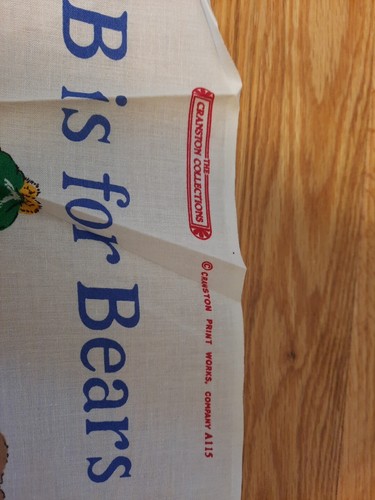 B is for Bears
THE
CRANSTON COLLECTIONS
© CRANSTON PRINT WORKS, COMPANY A115